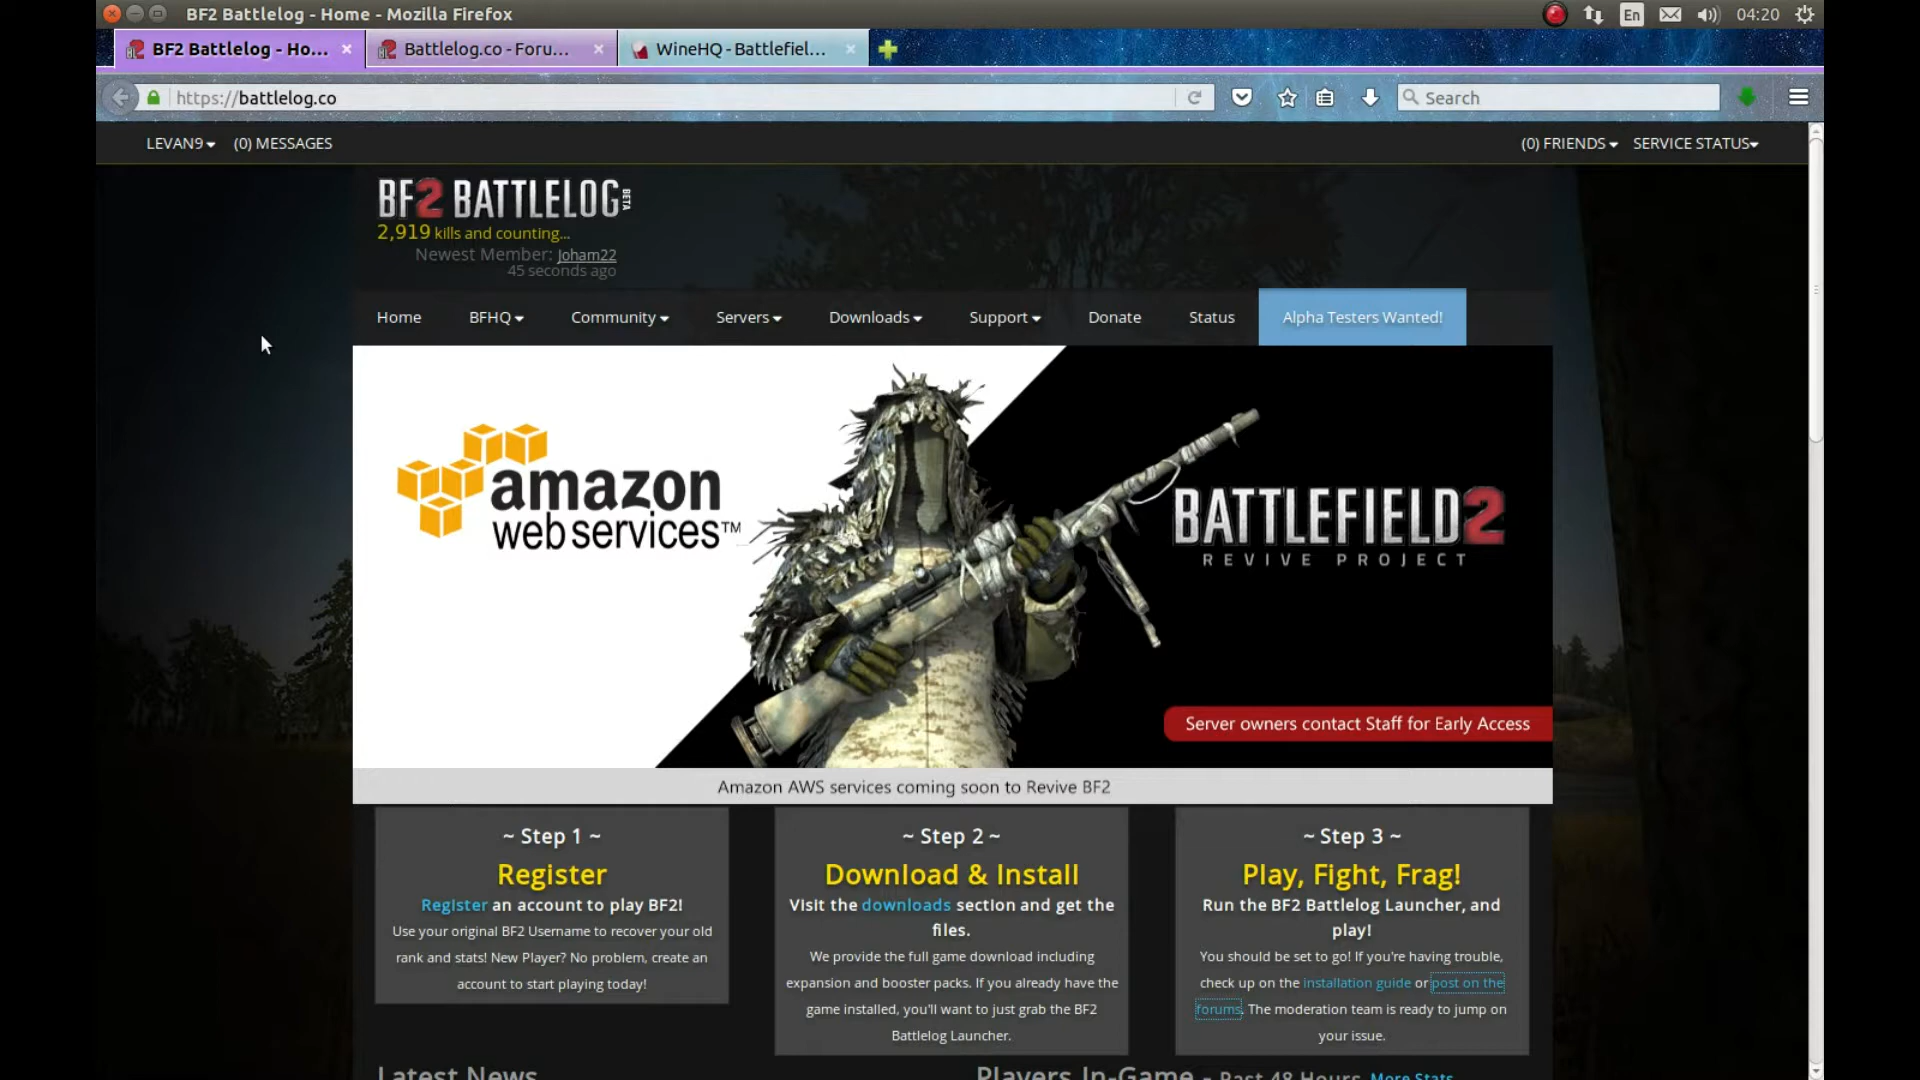 BF2 Battlelog - Home - Mozilla Firefox
En
04:20
BF2 Battlelog - Ho...
Battlelog.co - Foru...
WineHQ - Battlefiel...
https://battlelog.co
Search
LEVAN9
(0) MESSAGES
(0) FRIENDS
SERVICE STATUS
BF2 BATTLELOG BETA
2,919 kills and counting...
Newest Member: Joham22
45 seconds ago
Home
BFHQ
Community
Servers
Downloads
Support
Donate
Status
Alpha Testers Wanted!
amazon
web services™
BATTLEFIELD 2
REVIVE PROJECT
Server owners contact Staff for Early Access
Amazon AWS services coming soon to Revive BF2
~ Step 1 ~
Register
Register an account to play BF2!
Use your original BF2 Username to recover your old
rank and stats! New Player? No problem, create an
account to start playing today!
~ Step 2 ~
Download & Install
Visit the downloads section and get the
files.
We provide the full game download including
expansion and booster packs. If you already have the
game installed, you'll want to just grab the BF2
Battlelog Launcher.
~ Step 3 ~
Play, Fight, Frag!
Run the BF2 Battlelog Launcher, and
play!
You should be set to go! If you're having trouble,
check up on the installation guide or post on the
forums. The moderation team is ready to jump on
your issue.
Latest News
Players In-Game - Past 48 Hours More Stats